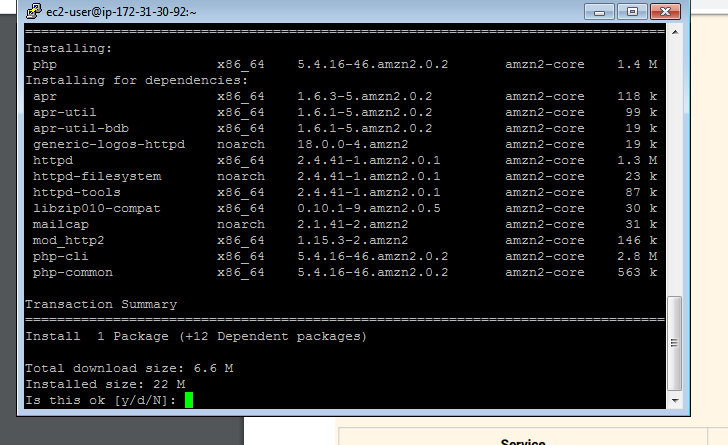 ec2-user@ip-172-31-30-92:~
================================================================================
Installing:
php x86_64 5.4.16-46.amzn2.0.2 amzn2-core 1.4 M
Installing for dependencies:
apr x86_64 1.6.3-5.amzn2.0.2 amzn2-core 118 k
apr-util x86_64 1.6.1-5.amzn2.0.2 amzn2-core 99 k
apr-util-bdb x86_64 1.6.1-5.amzn2.0.2 amzn2-core 19 k
generic-logos-httpd noarch 18.0.0-4.amzn2 amzn2-core 19 k
httpd x86_64 2.4.41-1.amzn2.0.1 amzn2-core 1.3 M
httpd-filesystem noarch 2.4.41-1.amzn2.0.1 amzn2-core 23 k
httpd-tools x86_64 2.4.41-1.amzn2.0.1 amzn2-core 87 k
libzip010-compat x86_64 0.10.1-9.amzn2.0.5 amzn2-core 30 k
mailcap noarch 2.1.41-2.amzn2 amzn2-core 31 k
mod_http2 x86_64 1.15.3-2.amzn2 amzn2-core 146 k
php-cli x86_64 5.4.16-46.amzn2.0.2 amzn2-core 2.8 M
php-common x86_64 5.4.16-46.amzn2.0.2 amzn2-core 563 k
Transaction Summary
================================================================================
Install 1 Package (+12 Dependent packages)
Total download size: 6.6 M
Installed size: 22 M
Is this ok [y/d/N]:
Service